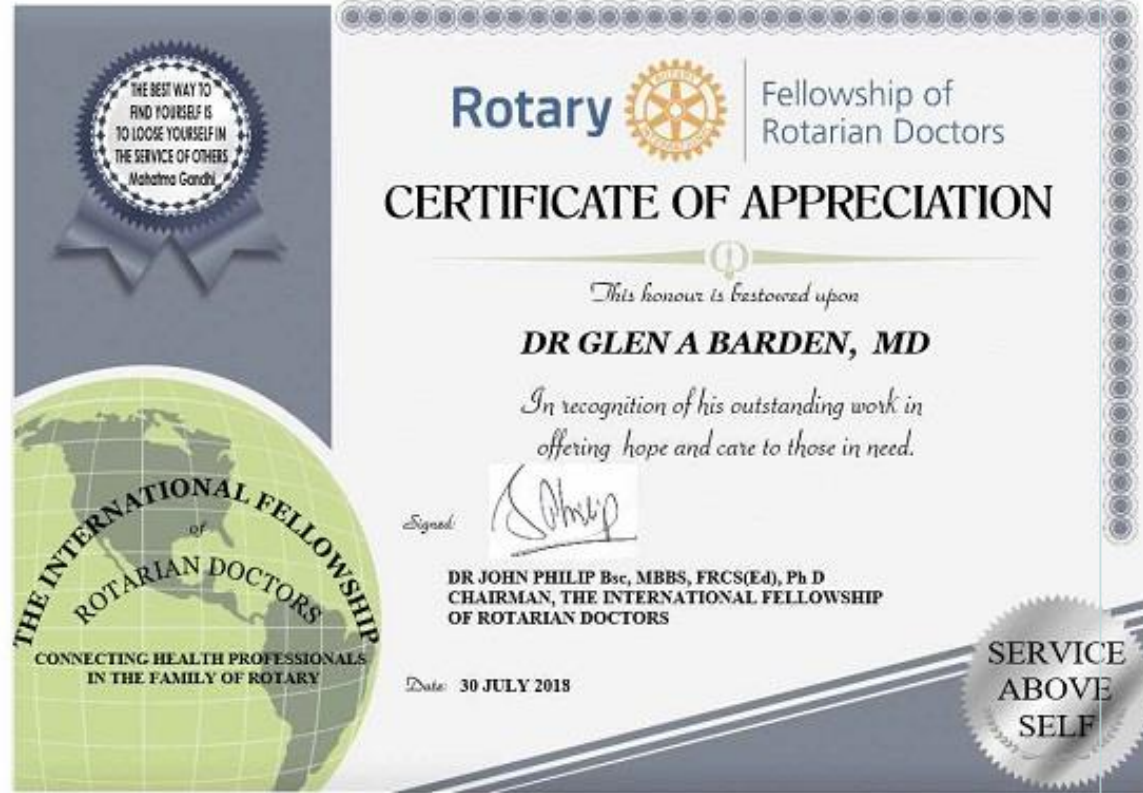 THE BEST WAY TO
FIND YOURSELF IS
TO LOOSE YOURSELF IN
THE SERVICE OF OTHERS
Mahatma Gandhi
Rotary
ROTARY
INTERNATIONAL
Fellowship of
Rotarian Doctors
CERTIFICATE OF APPRECIATION
This honour is bestowed upon
DR GLEN A BARDEN, MD
In recognition of his outstanding work in
offering hope and care to those in need.
Signed:
J Philip
DR JOHN PHILIP Bsc, MBBS, FRCS(Ed), Ph D
CHAIRMAN, THE INTERNATIONAL FELLOWSHIP
OF ROTARIAN DOCTORS
Date: 30 JULY 2018
THE INTERNATIONAL FELLOWSHIP
of
ROTARIAN DOCTORS
CONNECTING HEALTH PROFESSIONALS
IN THE FAMILY OF ROTARY
SERVICE
ABOVE
SELF